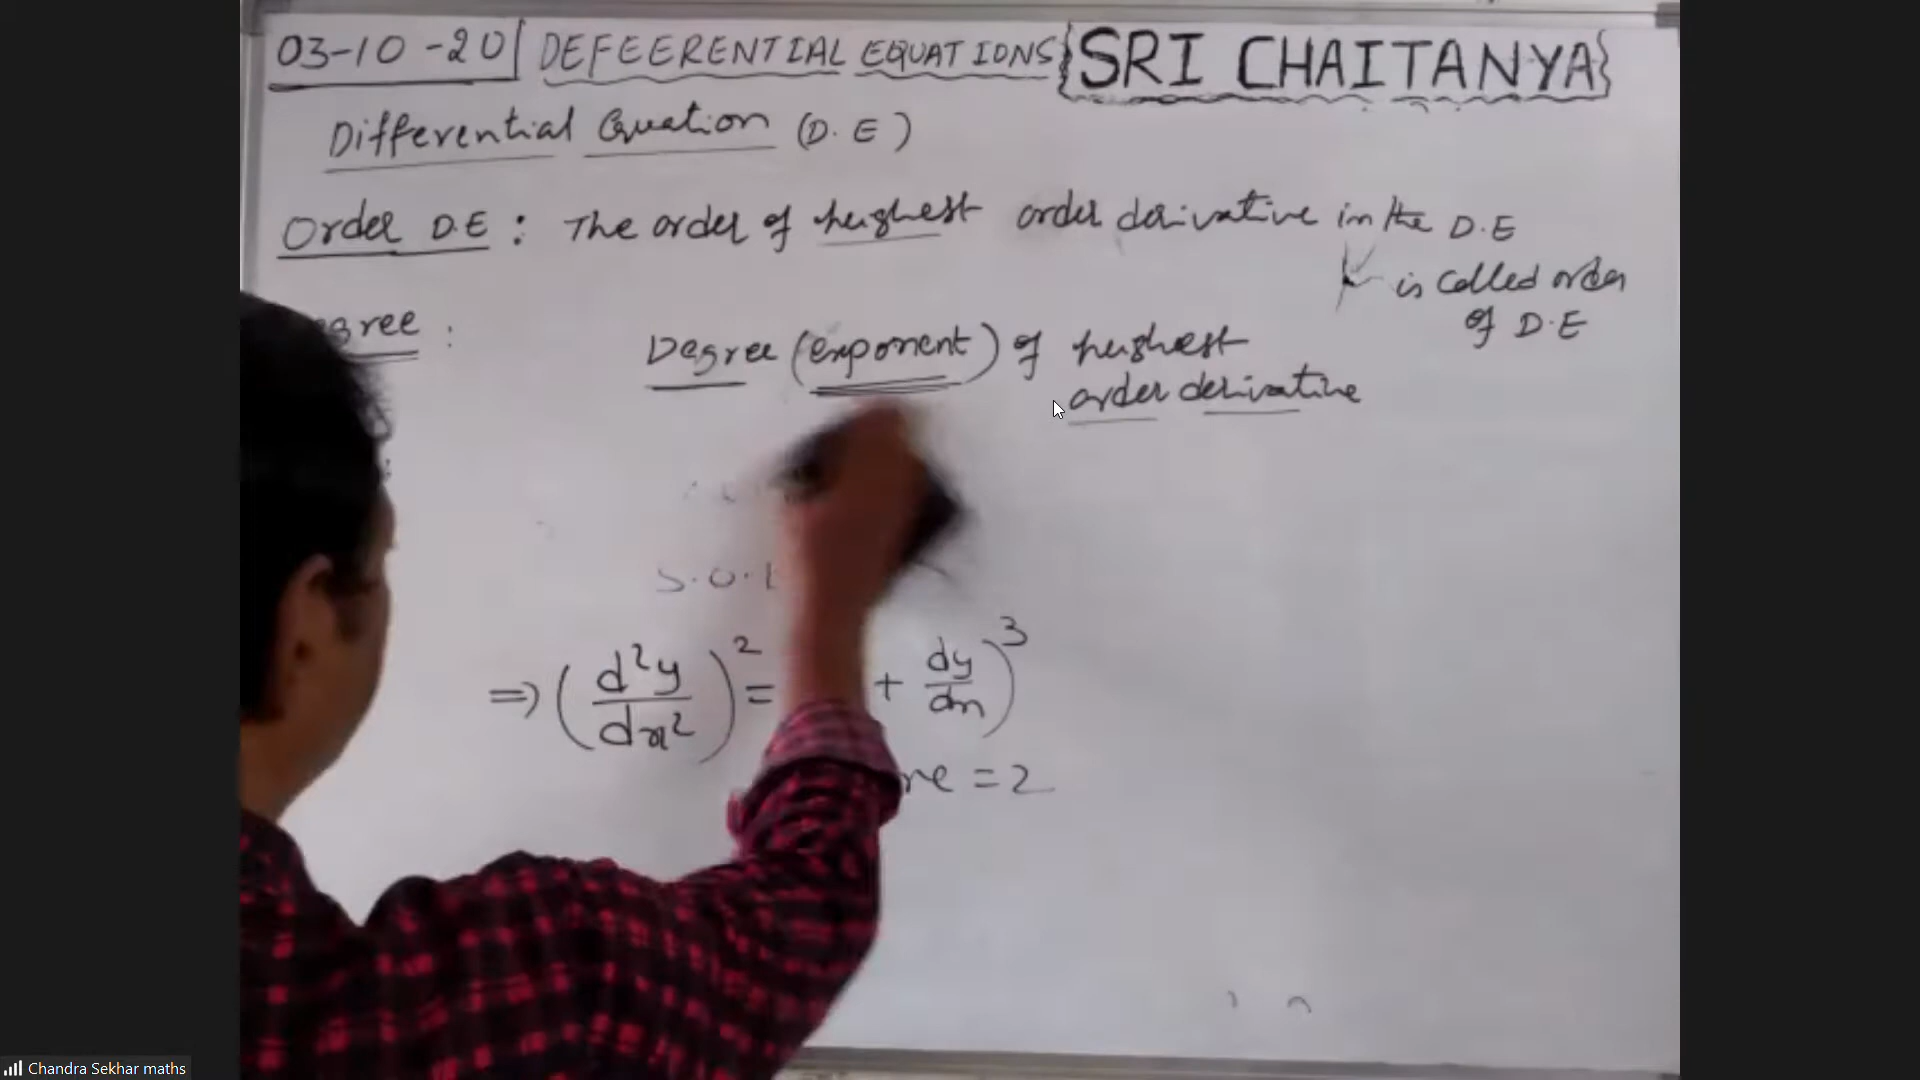 03-10-20 DEFEERENTIAL EQUATIONS {SRI CHAITANYA}
Differential Equation (D.E)
Order D.E : The order of highest order derivative in the D.E
is called order
of D.E
gree :
Degree (exponent) of highest
order derivative
S.O.
⇒ (d²y/dx²)² = + dy/dx)³
re = 2
Chandra Sekhar maths